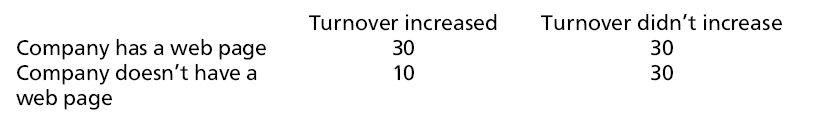 Turnover increased Turnover didn’t increase
Company has a web page 30 30
Company doesn’t have a 10 30
web page